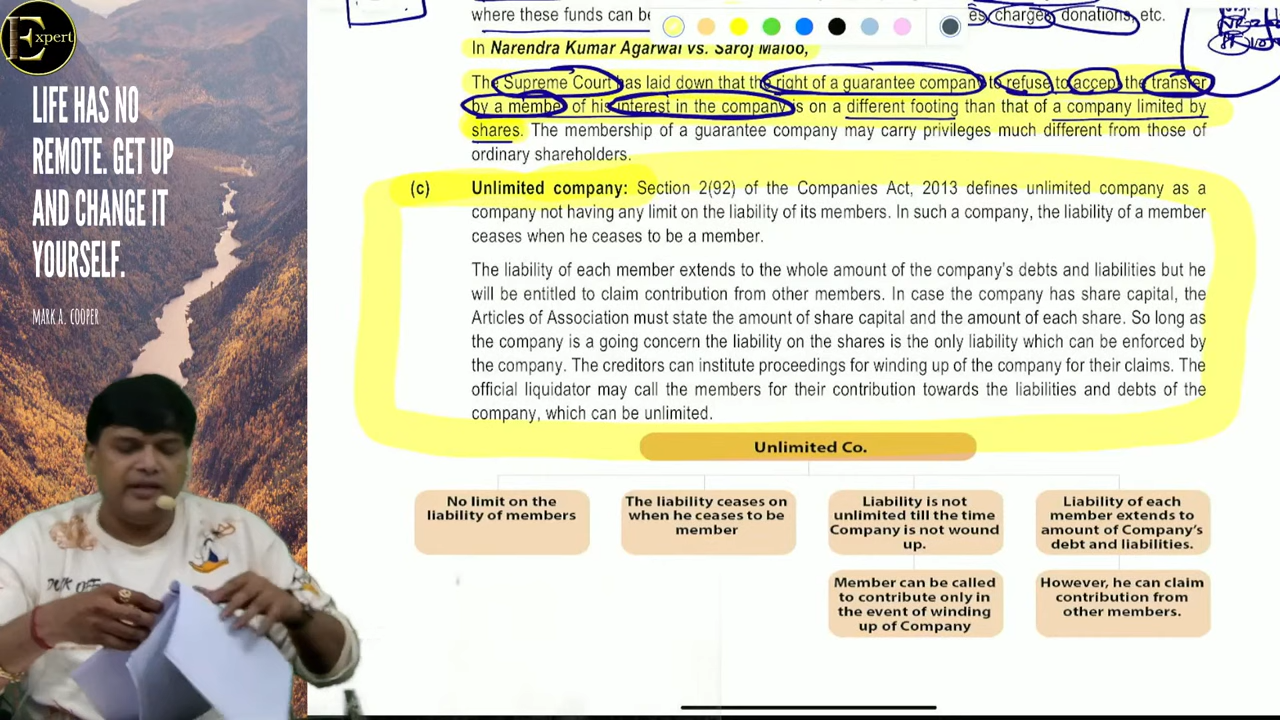 Expert
LIFE HAS NO
REMOTE. GET UP
AND CHANGE IT
YOURSELF.
MARK A. COOPER
where these funds can be es, charges, donations, etc.
In Narendra Kumar Agarwal vs. Saroj Maloo,
The Supreme Court has laid down that the right of a guarantee company to refuse to accept the transfer
by a member of his interest in the company is on a different footing than that of a company limited by
shares. The membership of a guarantee company may carry privileges much different from those of
ordinary shareholders.
(c) Unlimited company: Section 2(92) of the Companies Act, 2013 defines unlimited company as a
company not having any limit on the liability of its members. In such a company, the liability of a member
ceases when he ceases to be a member.
The liability of each member extends to the whole amount of the company's debts and liabilities but he
will be entitled to claim contribution from other members. In case the company has share capital, the
Articles of Association must state the amount of share capital and the amount of each share. So long as
the company is a going concern the liability on the shares is the only liability which can be enforced by
the company. The creditors can institute proceedings for winding up of the company for their claims. The
official liquidator may call the members for their contribution towards the liabilities and debts of the
company, which can be unlimited.
Unlimited Co.
No limit on the
liability of members
The liability ceases on
when he ceases to be
member
Liability is not
unlimited till the time
Company is not wound
up.
Liability of each
member extends to
amount of Company's
debt and liabilities.
Member can be called
to contribute only in
the event of winding
up of Company
However, he can claim
contribution from
other members.